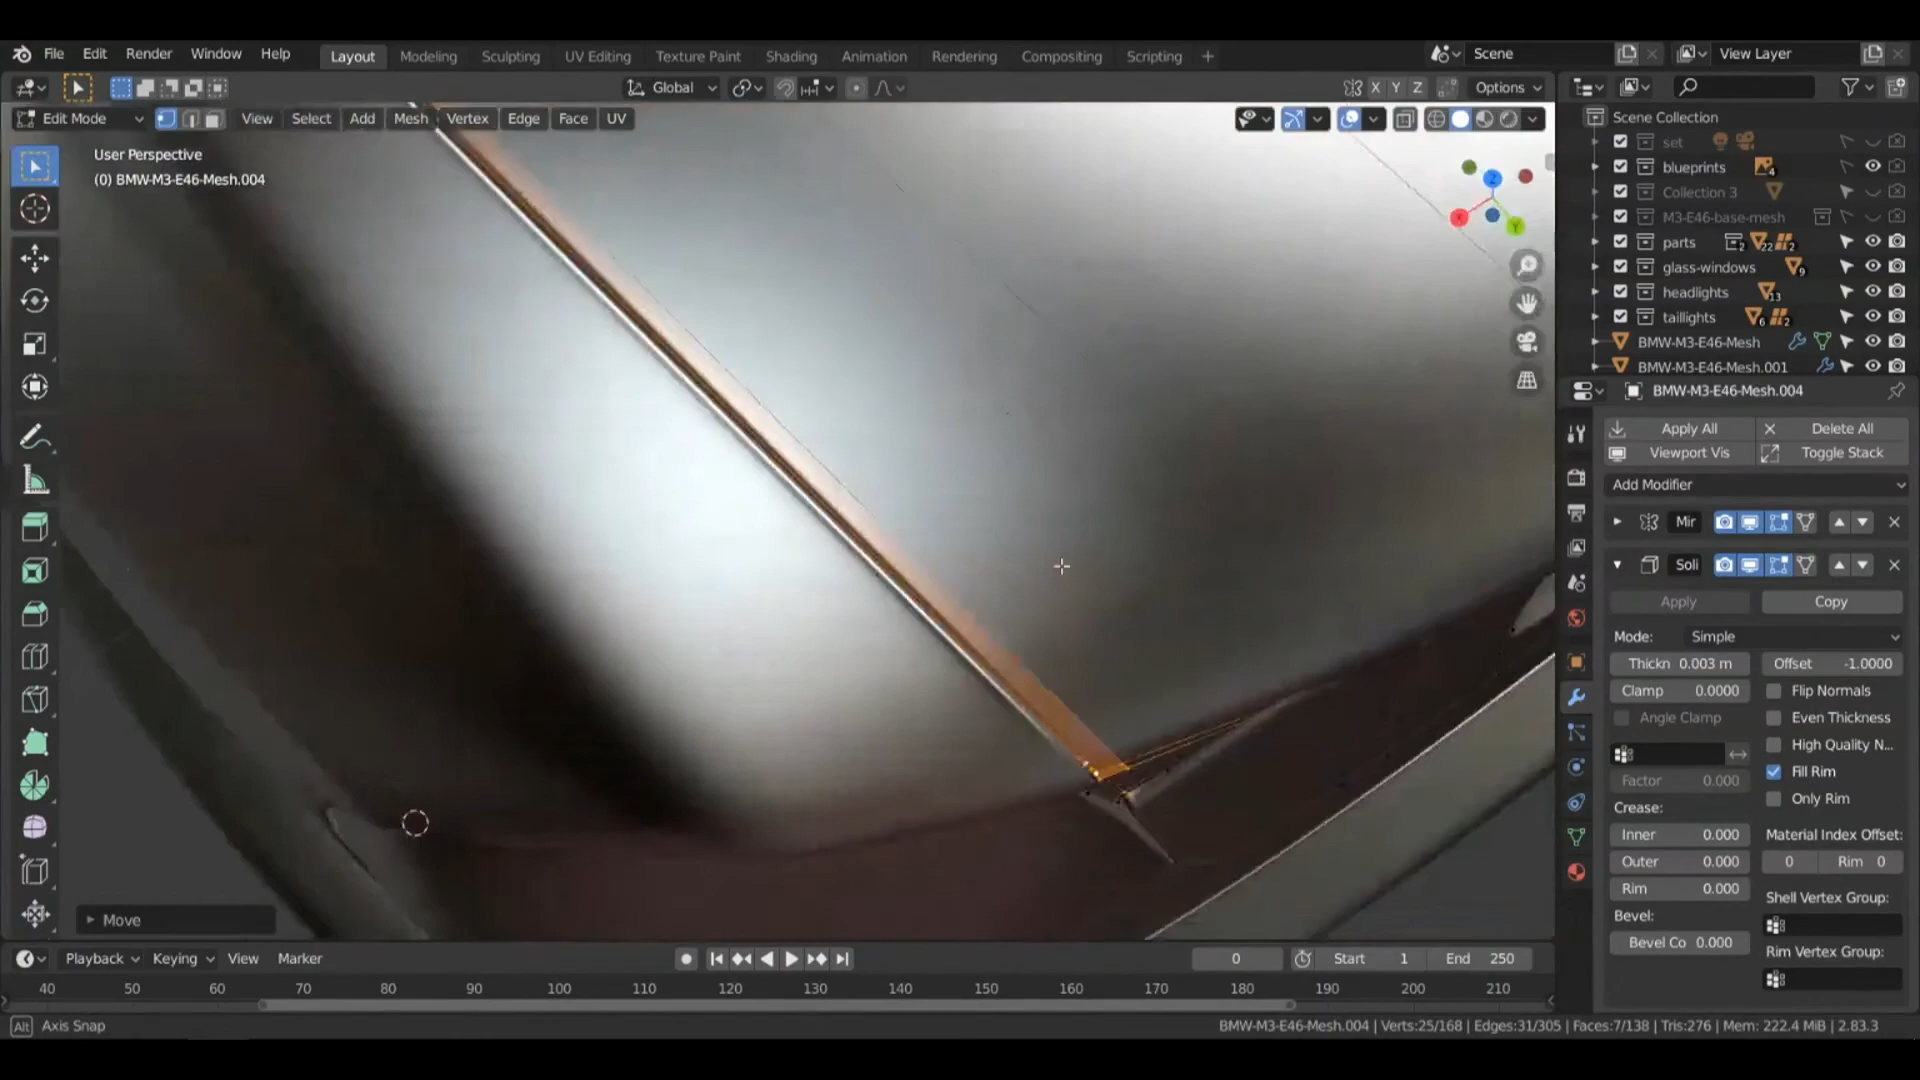 File Edit Render Window Help Layout Modeling Sculpting UV Editing Texture Paint Shading Animation Rendering Compositing Scripting + Scene View Layer
Global X Y Z Options
Edit Mode View Select Add Mesh Vertex Edge Face UV
User Perspective
(0) BMW-M3-E46-Mesh.004
Z
X
Y
Scene Collection
set
blueprints 4
Collection 3
M3-E46-base-mesh
parts 2 22 2
glass-windows 9
headlights 13
taillights 6 2
BMW-M3-E46-Mesh
BMW-M3-E46-Mesh.001
BMW-M3-E46-Mesh.004
Apply All Delete All
Viewport Vis Toggle Stack
Add Modifier
Mir
Soli
Apply Copy
Mode: Simple
Thickn 0.003 m Offset -1.0000
Clamp 0.0000 Flip Normals
Angle Clamp Even Thickness
High Quality N...
Factor 0.000 Fill Rim
Crease: Only Rim
Inner 0.000 Material Index Offset:
Outer 0.000 0 Rim 0
Rim 0.000 Shell Vertex Group:
Bevel:
Bevel Co 0.000 Rim Vertex Group:
Move
Playback Keying View Marker 0 Start 1 End 250
40 50 60 70 80 90 100 110 120 130 140 150 160 170 180 190 200 210
Alt Axis Snap BMW-M3-E46-Mesh.004 | Verts:25/168 | Edges:31/305 | Faces:7/138 | Tris:276 | Mem: 222.4 MiB | 2.83.3